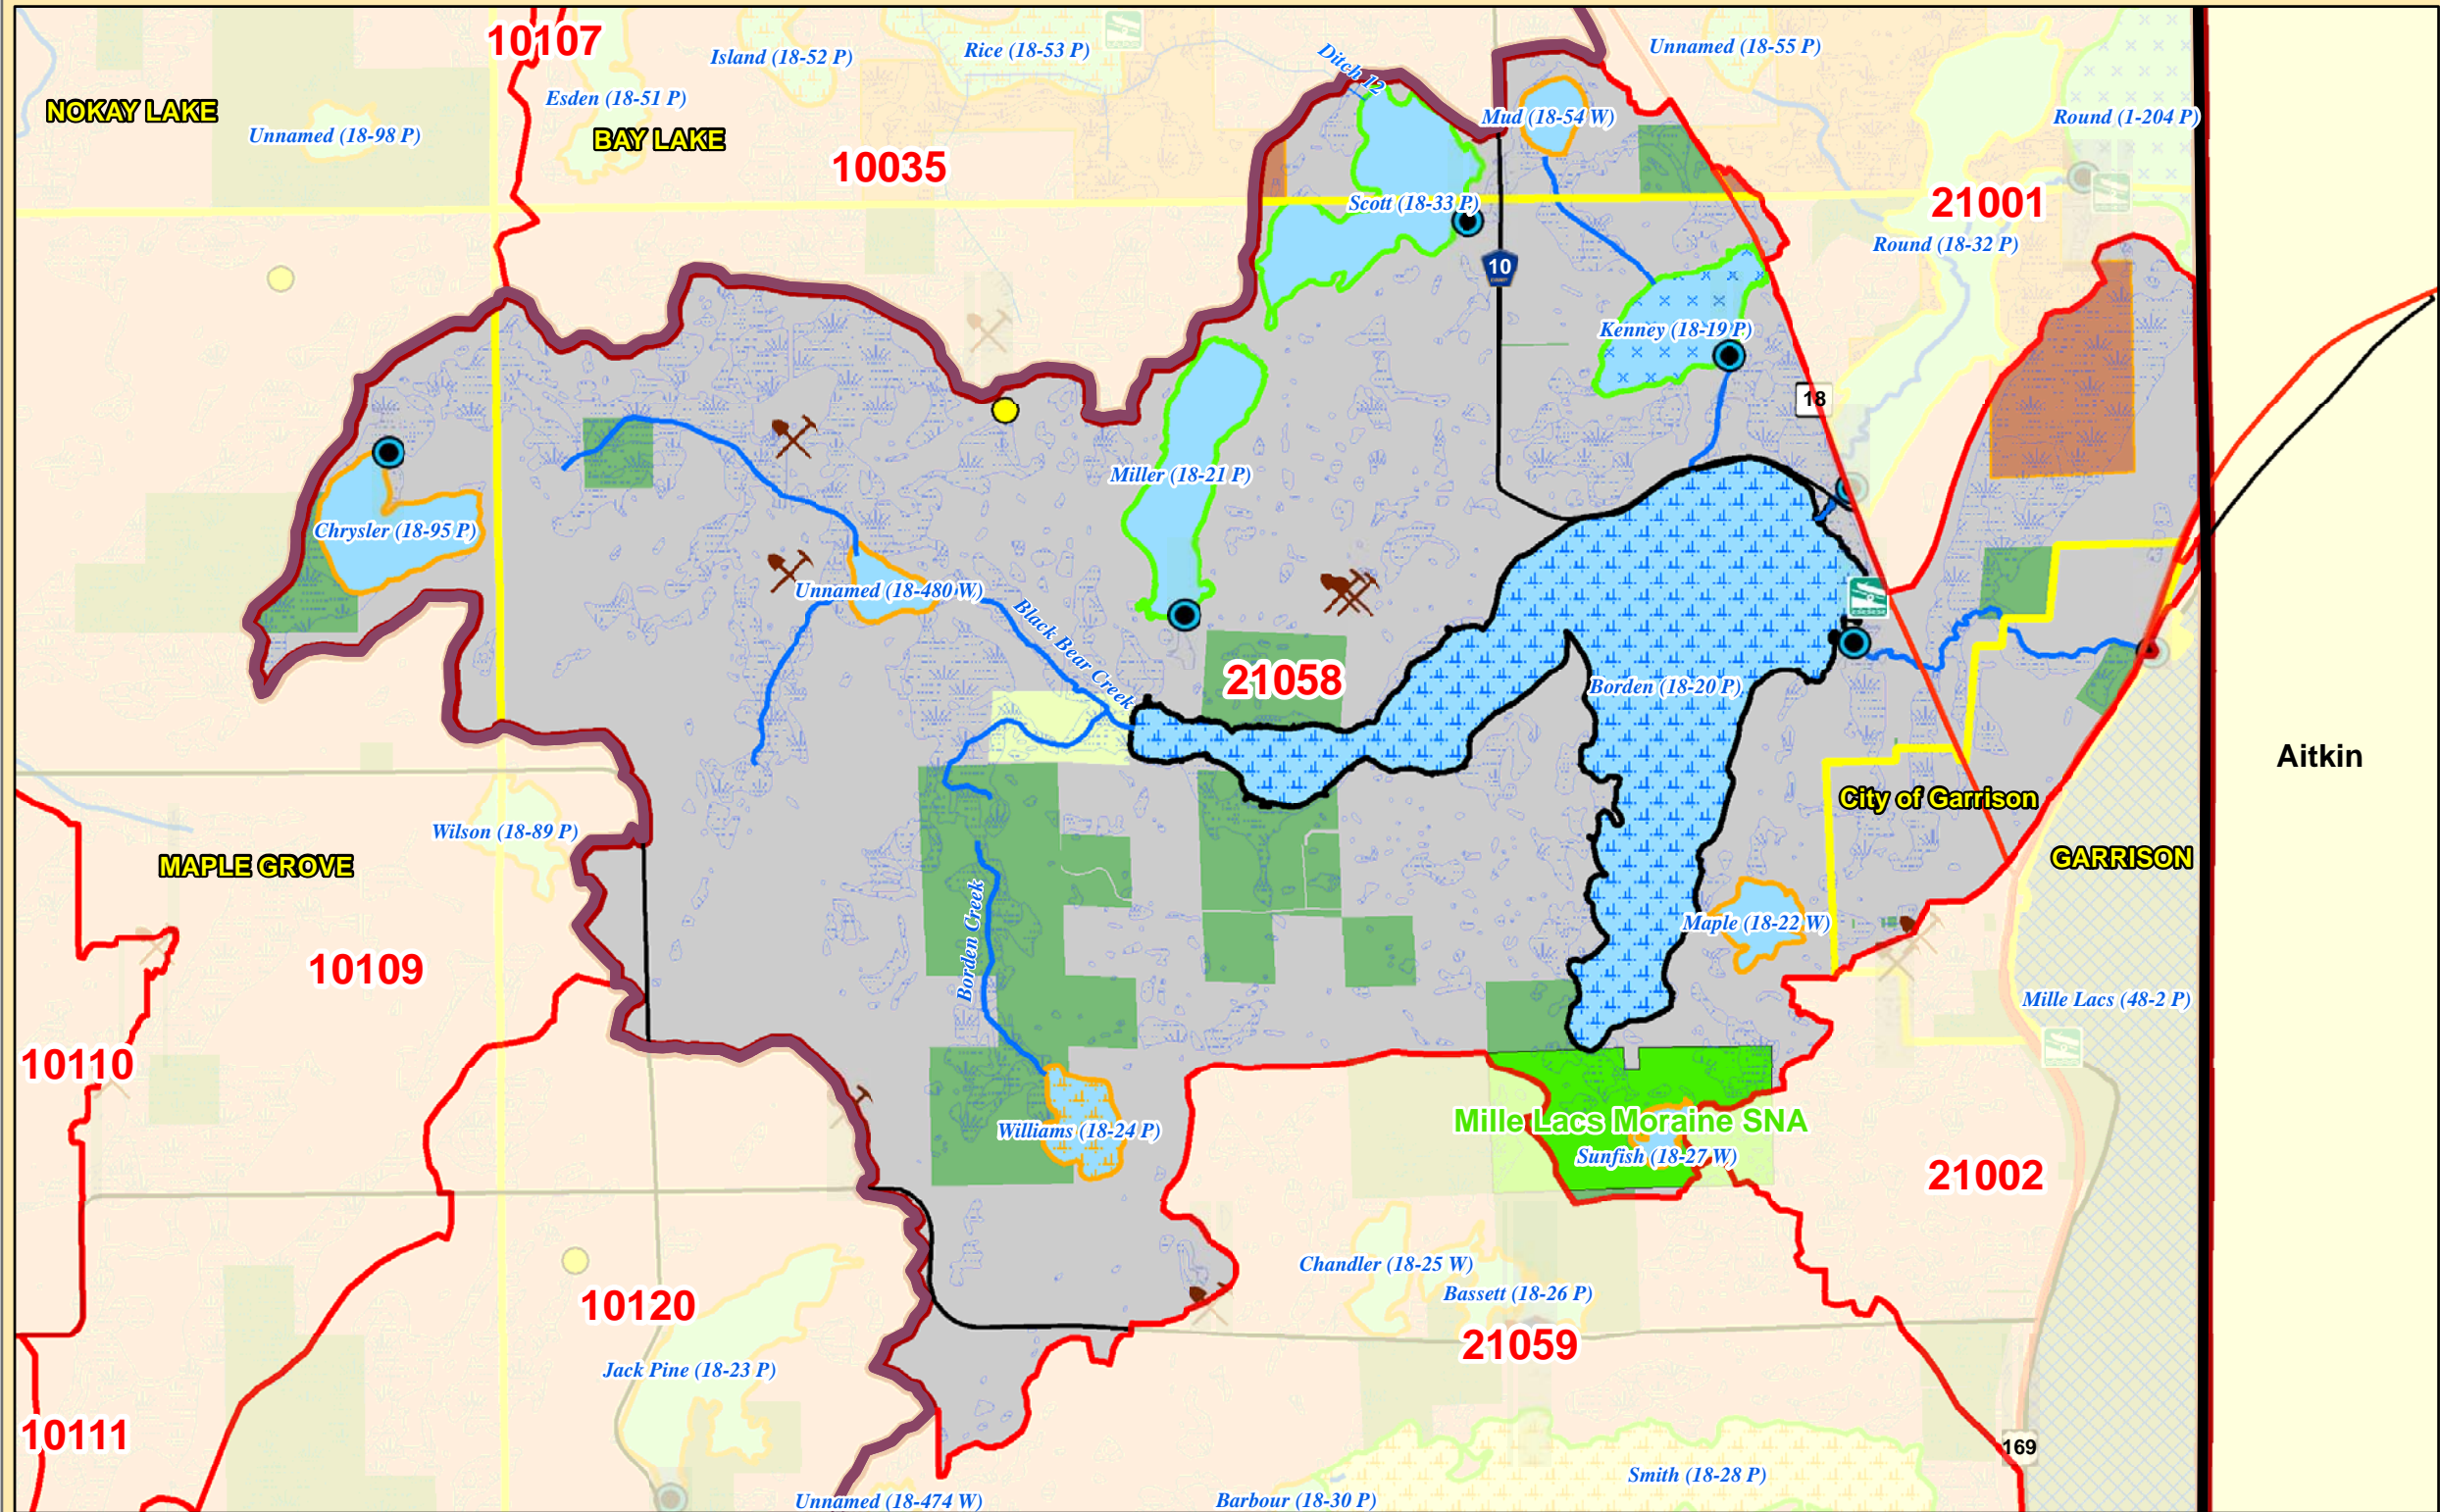 10107
Island (18-52 P)
Rice (18-53 P)
Ditch 12
Unnamed (18-55 P)
NOKAY LAKE
Esden (18-51 P)
Unnamed (18-98 P)
BAY LAKE
10035
Mud (18-54 W)
Round (1-204 P)
Scott (18-33 P)
21001
Round (18-32 P)
10
Kenney (18-19 P)
18
Miller (18-21 P)
Chrysler (18-95 P)
Unnamed (18-480 W)
Black Bear Creek
21058
Borden (18-20 P)
Aitkin
City of Garrison
Wilson (18-89 P)
MAPLE GROVE
GARRISON
Borden Creek
Maple (18-22 W)
10109
Mille Lacs (48-2 P)
10110
Mille Lacs Moraine SNA
Williams (18-24 P)
Sunfish (18-27 W)
21002
Chandler (18-25 W)
Bassett (18-26 P)
10120
21059
Jack Pine (18-23 P)
10111
169
Smith (18-28 P)
Unnamed (18-474 W)
Barbour (18-30 P)